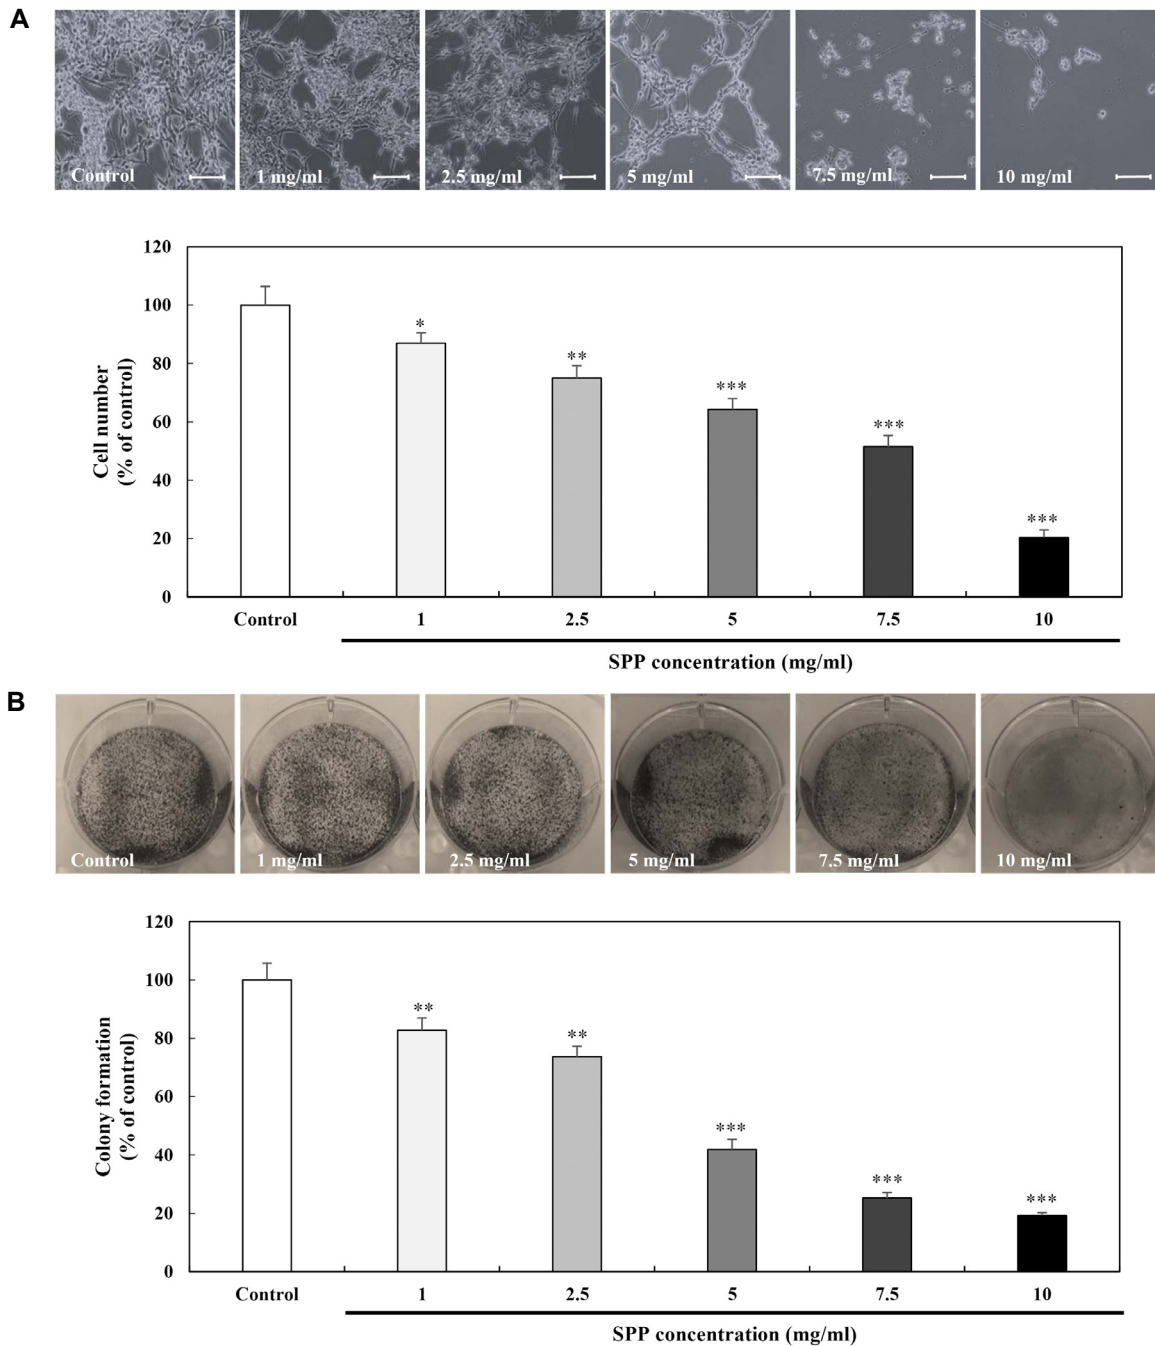 A
Control 1 mg/ml 2.5 mg/ml 5 mg/ml 7.5 mg/ml 10 mg/ml
120
100
80
60
40
20
0
Cell number
(% of control)
*
**
***
***
***
Control 1 2.5 5 7.5 10
SPP concentration (mg/ml)
B
Control 1 mg/ml 2.5 mg/ml 5 mg/ml 7.5 mg/ml 10 mg/ml
120
100
80
60
40
20
0
Colony formation
(% of control)
**
**
***
***
***
Control 1 2.5 5 7.5 10
SPP concentration (mg/ml)